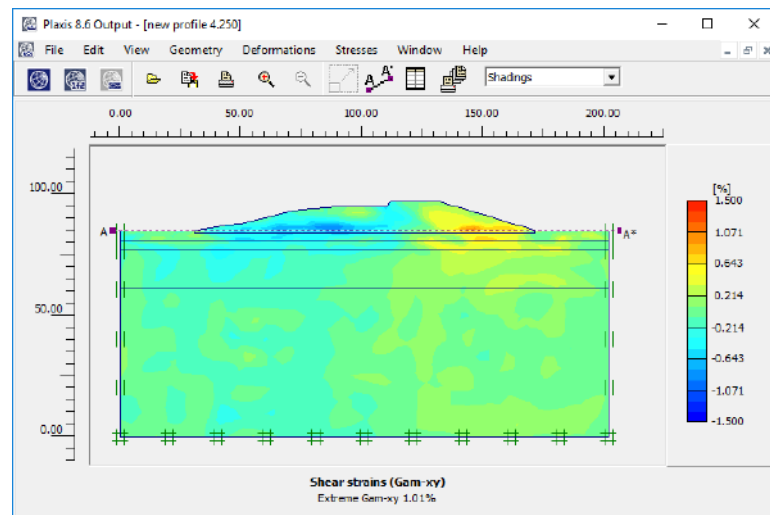 Plaxis 8.6 Output - [new profile 4.250]
File Edit View Geometry Deformations Stresses Window Help
Shadings
0.00 50.00 100.00 150.00 200.00
100.00
50.00
0.00
A
A*
[%]
1.500
1.071
0.643
0.214
-0.214
-0.643
-1.071
-1.500
Shear strains (Gam-xy)
Extreme Gam-xy 1.01%